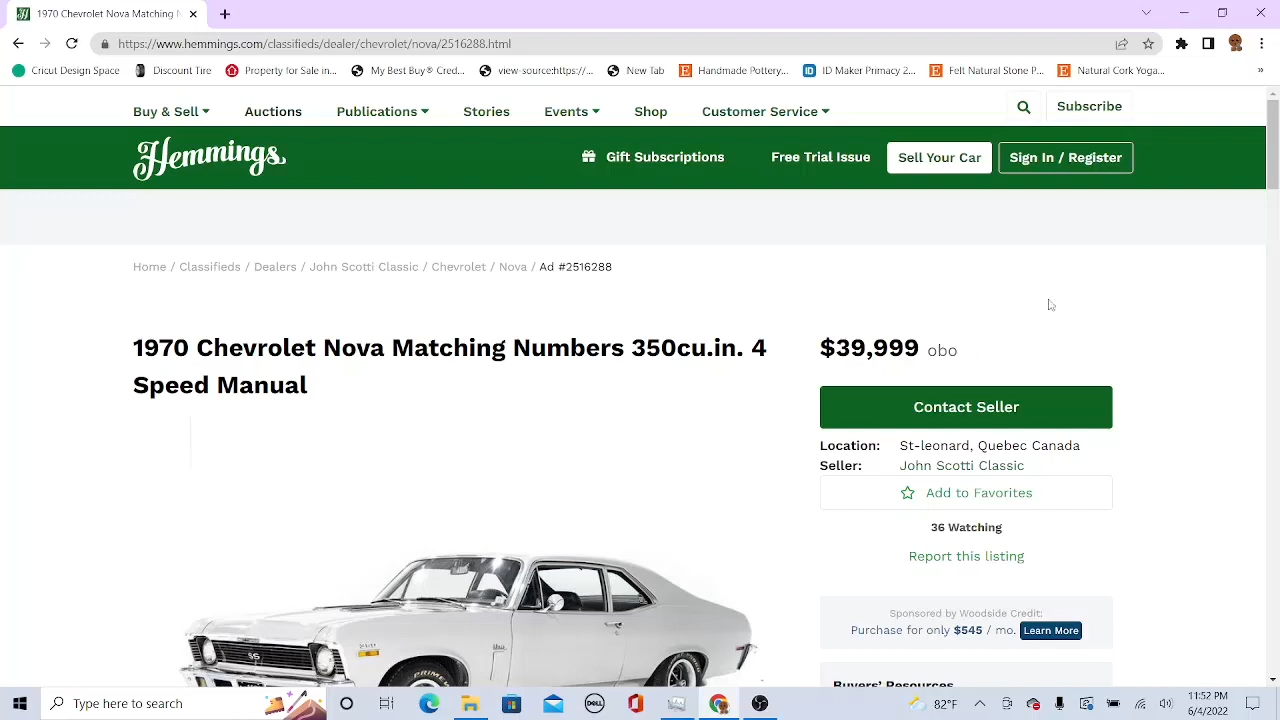 1970 Chevrolet Nova Matching N
https://www.hemmings.com/classifieds/dealer/chevrolet/nova/2516288.html
Cricut Design Space Discount Tire Property for Sale in... My Best Buy® Cre... view-source:https://... New Tab Handmade Pottery... ID Maker Primacy 2... Felt Natural Stone P... Natural Cork Yoga... »
Buy & Sell Auctions Publications Stories Events Shop Customer Service Subscribe
Hemmings Gift Subscriptions Free Trial Issue Sell Your Car Sign In / Register
Home / Classifieds / Dealers / John Scotti Classic / Chevrolet / Nova / Ad #2516288
1970 Chevrolet Nova Matching Numbers 350cu.in. 4
Speed Manual
$39,999 obo
Contact Seller
Location: St-leonard, Quebec Canada
Seller: John Scotti Classic
Add to Favorites
36 Watching
Report this listing
Sponsored by Woodside Credit:
Purchase for only $545 / mo. Learn More
Buyers' Resources
SS
Type here to search
DELL
82°F
11:52 PM
6/4/2022